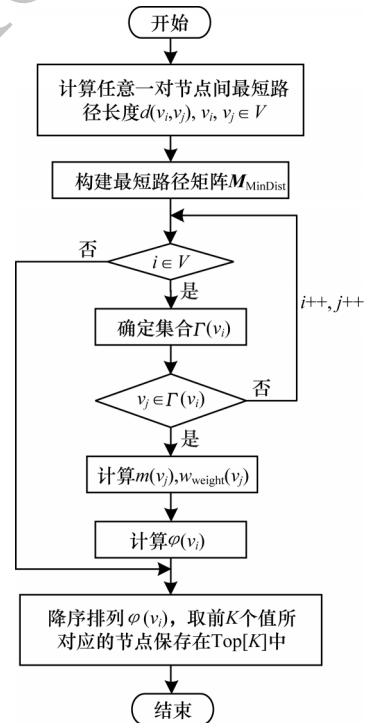 开始
计算任意一对节点间最短路
径长度d(vi,vj), vi, vj∈V
构建最短路径矩阵MMinDist
否
i∈V
是
i++, j++
确定集合Γ(vi)
否
vj∈Γ(vi)
是
计算m(vj),wweight(vj)
计算φ(vi)
降序排列φ(vi)，取前K个值所
对应的节点保存在Top[K]中
结束